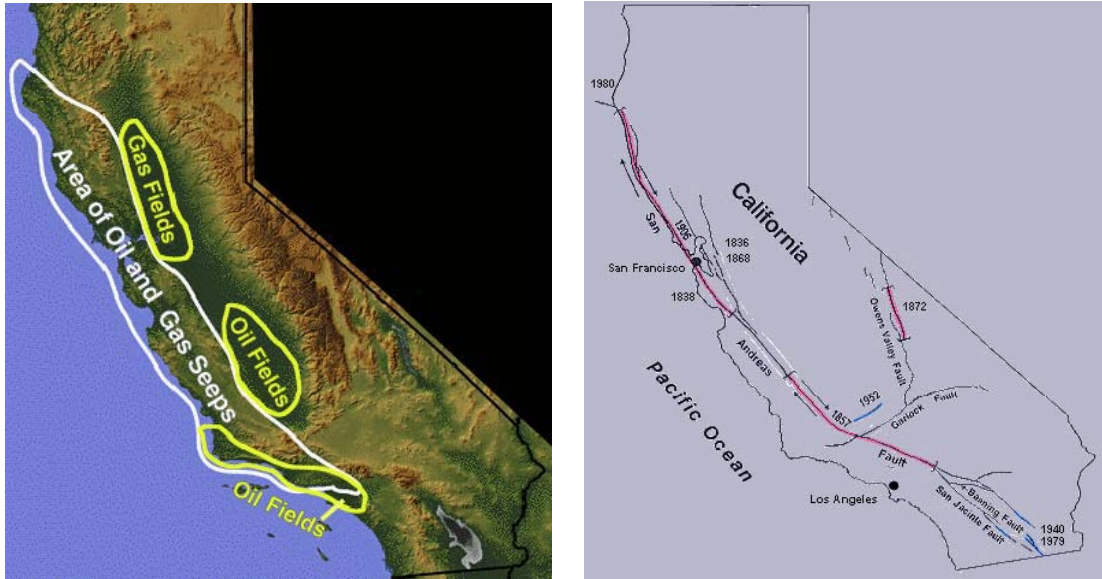 Gas Fields
Area of Oil and Gas Seeps
Oil Fields
Oil Fields
1980
California
San
1906
1836
1868
San Francisco
1838
1872
Owens Valley Fault
Andreas
Pacific Ocean
1952
1857
Garlock Fault
Fault
Los Angeles
Banning Fault
San Jacinto Fault
1940
1979